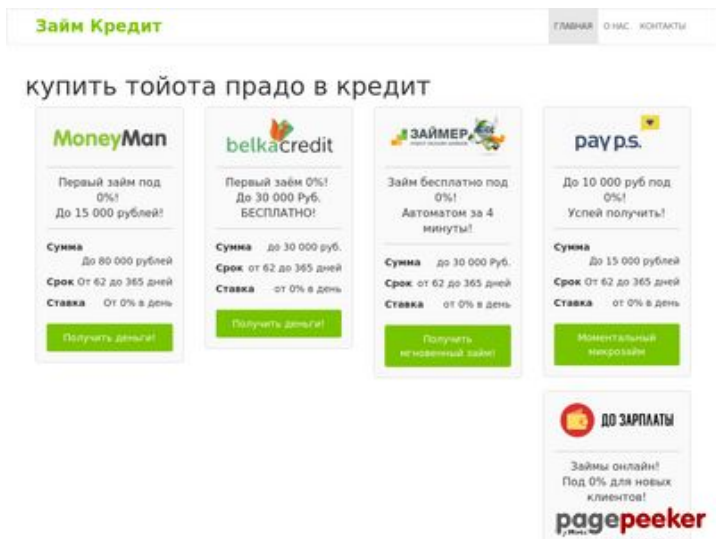 Займ Кредит
ГЛАВНАЯ О НАС. КОНТАКТЫ
купить тойота прадо в кредит
MoneyMan
Первый займ под
0%!
До 15 000 рублей!
Сумма
До 80 000 рублей
Срок От 62 до 365 дней
Ставка От 0% в день
Получить деньги!
belkacredit
Первый заём 0%!
До 30 000 Руб.
БЕСПЛАТНО!
Сумма до 30 000 руб.
Срок от 62 до 365 дней
Ставка от 0% в день
Получить деньги!
ЗАЙМЕР
Займ бесплатно под
0%!
Автоматом за 4
минуты!
Сумма до 30 000 Руб.
Срок от 62 до 365 дней
Ставка от 0% в день
Получить
мгновенный займ!
pay p.s.
До 10 000 руб под
0%!
Успей получить!
Сумма
До 15 000 рублей
Срок От 62 до 365 дней
Ставка от 0% в день
Моментальный
микрозайм
ДО ЗАРПЛАТЫ
Займы онлайн!
Под 0% для новых
клиентов!
pagepeeker